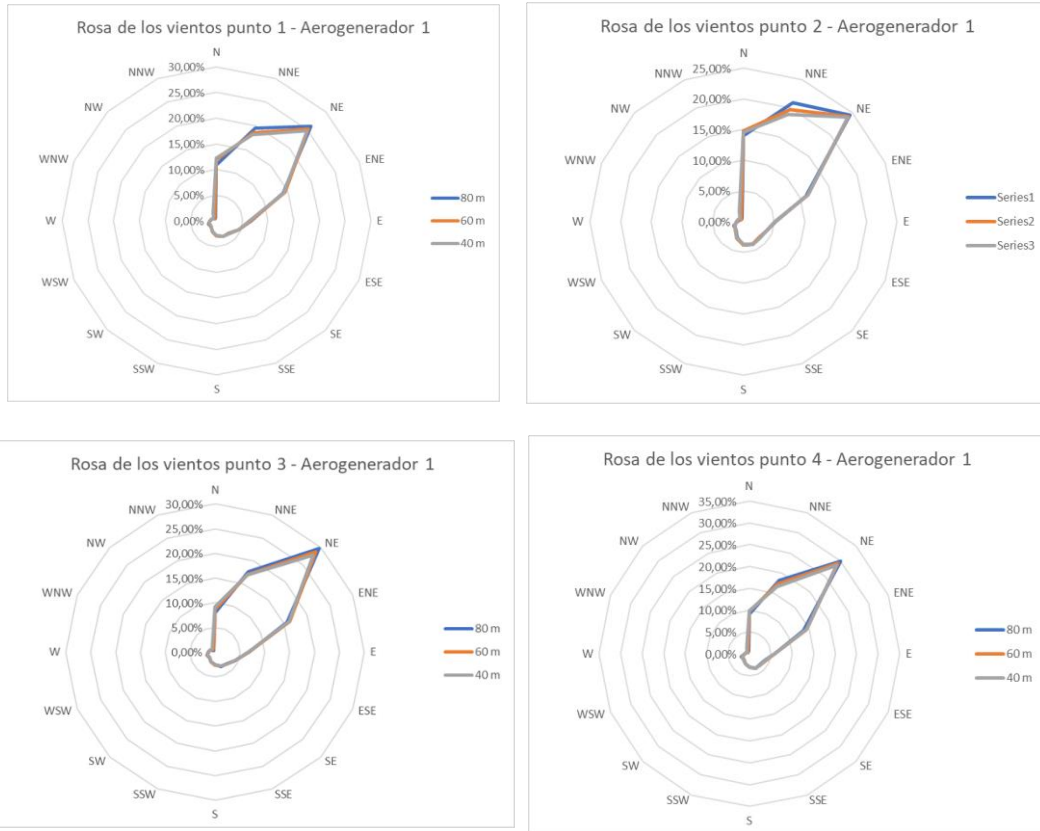 Rosa de los vientos punto 1 - Aerogenerador 1
N
NNW
30,00%
NNE
NW
25,00%
NE
20,00%
WNW
15,00%
ENE
10,00%
5,00%
W
0,00%
E
WSW
ESE
SW
SE
SSW
SSE
S
80 m
60 m
40 m
Rosa de los vientos punto 2 - Aerogenerador 1
N
NNW
25,00%
NNE
NW
20,00%
NE
15,00%
WNW
10,00%
ENE
5,00%
W
0,00%
E
WSW
ESE
SW
SE
SSW
SSE
S
Series1
Series2
Series3
Rosa de los vientos punto 3 - Aerogenerador 1
N
NNW
30,00%
NNE
NW
25,00%
NE
20,00%
WNW
15,00%
ENE
10,00%
5,00%
W
0,00%
E
WSW
ESE
SW
SE
SSW
SSE
S
80 m
60 m
40 m
Rosa de los vientos punto 4 - Aerogenerador 1
N
NNW
35,00%
NNE
NW
30,00%
NE
25,00%
20,00%
WNW
15,00%
ENE
10,00%
5,00%
W
0,00%
E
WSW
ESE
SW
SE
SSW
SSE
S
80 m
60 m
40 m